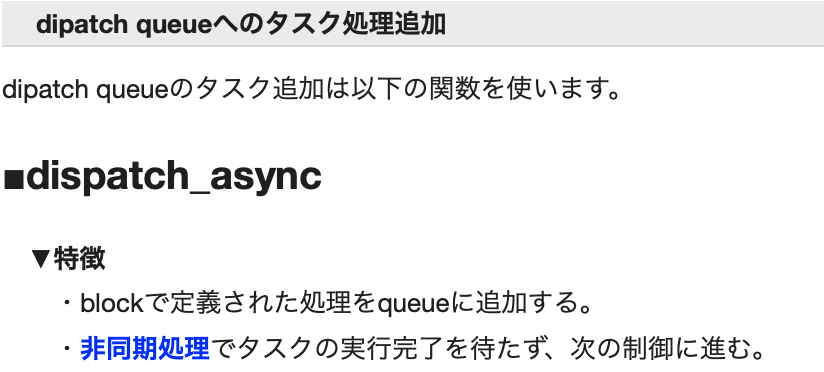 dipatch queueへのタスク処理追加
dipatch queueのタスク追加は以下の関数を使います。
■dispatch_async
▼特徴
・blockで定義された処理をqueueに追加する。
・非同期処理でタスクの実行完了を待たず、次の制御に進む。